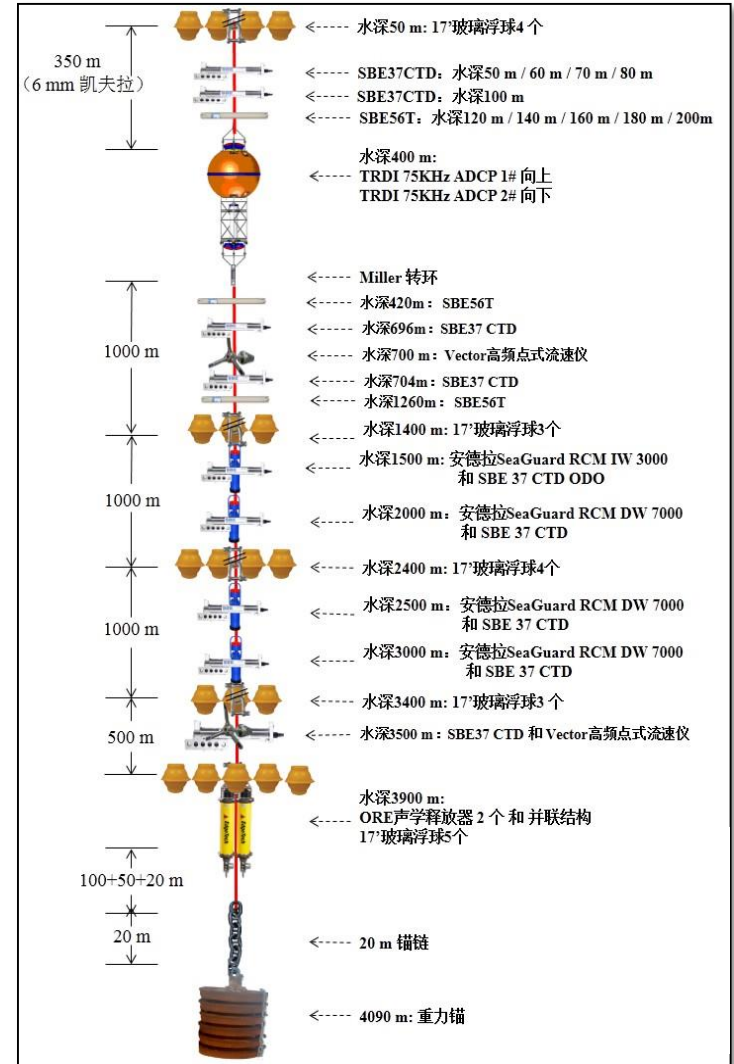 水深50 m: 17’玻璃浮球4 个
350 m
（6 mm 凯夫拉）
SBE37CTD：水深50 m / 60 m / 70 m / 80 m
SBE37CTD：水深100 m
SBE56T：水深120 m / 140 m / 160 m / 180 m / 200m
水深400 m:
TRDI 75KHz ADCP 1# 向上
TRDI 75KHz ADCP 2# 向下
Miller 转环
水深420m：SBE56T
水深696m：SBE37 CTD
1000 m
水深700 m：Vector高频点式流速仪
水深704m：SBE37 CTD
水深1260m：SBE56T
水深1400m: 17’玻璃浮球3个
水深1500m: 安德拉SeaGuard RCM IW 3000
和 SBE 37 CTD ODO
1000 m
水深2000 m：安德拉SeaGuard RCM DW 7000
和 SBE 37 CTD
水深2400 m: 17’玻璃浮球4个
水深2500m: 安德拉SeaGuard RCM DW 7000
和 SBE 37 CTD
1000 m
水深3000 m：安德拉SeaGuard RCM DW 7000
和 SBE 37 CTD
水深3400 m: 17’玻璃浮球3 个
500 m
水深3500 m：SBE37 CTD 和 Vector高频点式流速仪
水深3900 m:
ORE声学释放器 2 个 和 并联结构
17’玻璃浮球5个
EdgeTech
EdgeTech
100+50+20 m
20 m
20 m 锚链
4090 m: 重力锚